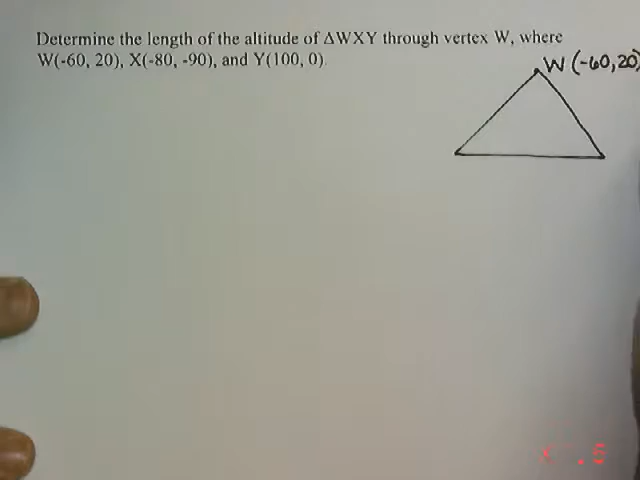 Determine the length of the altitude of ΔWXY through vertex W, where
W(-60, 20), X(-80, -90), and Y(100, 0).
W (-60,20)